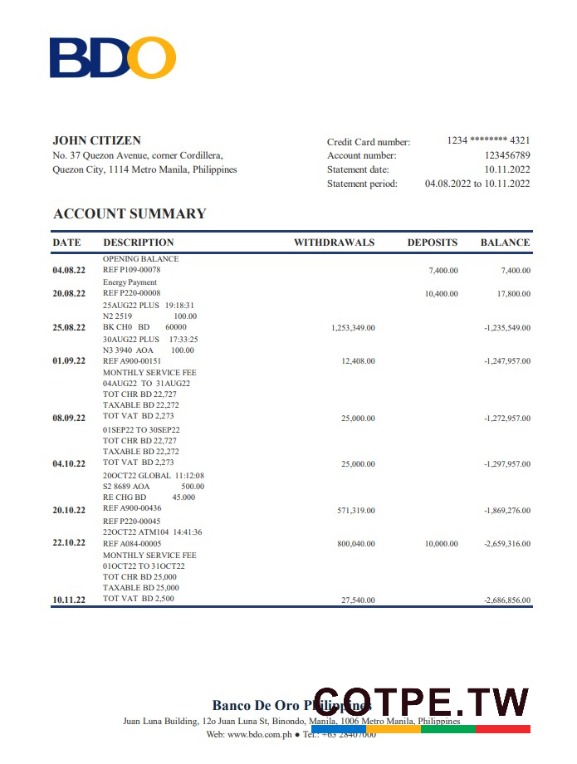 BDO
JOHN CITIZEN
No. 37 Quezon Avenue, corner Cordillera,
Quezon City, 1114 Metro Manila, Philippines
Credit Card number: 1234 ******** 4321
Account number: 123456789
Statement date: 10.11.2022
Statement period: 04.08.2022 to 10.11.2022
ACCOUNT SUMMARY
DATE DESCRIPTION WITHDRAWALS DEPOSITS BALANCE
OPENING BALANCE
04.08.22 REF P109-00078 7,400.00 7,400.00
Energy Payment
20.08.22 REF P220-00008 10,400.00 17,800.00
25AUG22 PLUS 19:18:31
N2 2519 100.00
25.08.22 BK CH0 BD 60000 1,253,349.00 -1,235,549.00
30AUG22 PLUS 17:33:25
N3 3940 AOA 100.00
01.09.22 REF A900-00151 12,408.00 -1,247,957.00
MONTHLY SERVICE FEE
04AUG22 TO 31AUG22
TOT CHR BD 22,727
TAXABLE BD 22,272
08.09.22 TOT VAT BD 2,273 25,000.00 -1,272,957.00
01SEP22 TO 30SEP22
TOT CHR BD 22,727
TAXABLE BD 22,272
04.10.22 TOT VAT BD 2,273 25,000.00 -1,297,957.00
20OCT22 GLOBAL 11:12:08
S2 8689 AOA 500.00
RE CHG BD 45.000
20.10.22 REF A900-00436 571,319.00 -1,869,276.00
REF P220-00045
22OCT22 ATM104 14:41:36
22.10.22 REF A084-00005 800,040.00 10,000.00 -2,659,316.00
MONTHLY SERVICE FEE
01OCT22 TO 31OCT22
TOT CHR BD 25,000
TAXABLE BD 25,000
10.11.22 TOT VAT BD 2,500 27,540.00 -2,686,856.00
Banco De Oro Philippines
COTPE.TW
Juan Luna Building, 12o Juan Luna St, Binondo, Manila, 1006 Metro Manila, Philippines
Web: www.bdo.com.ph ● Tel.: +63 28407000